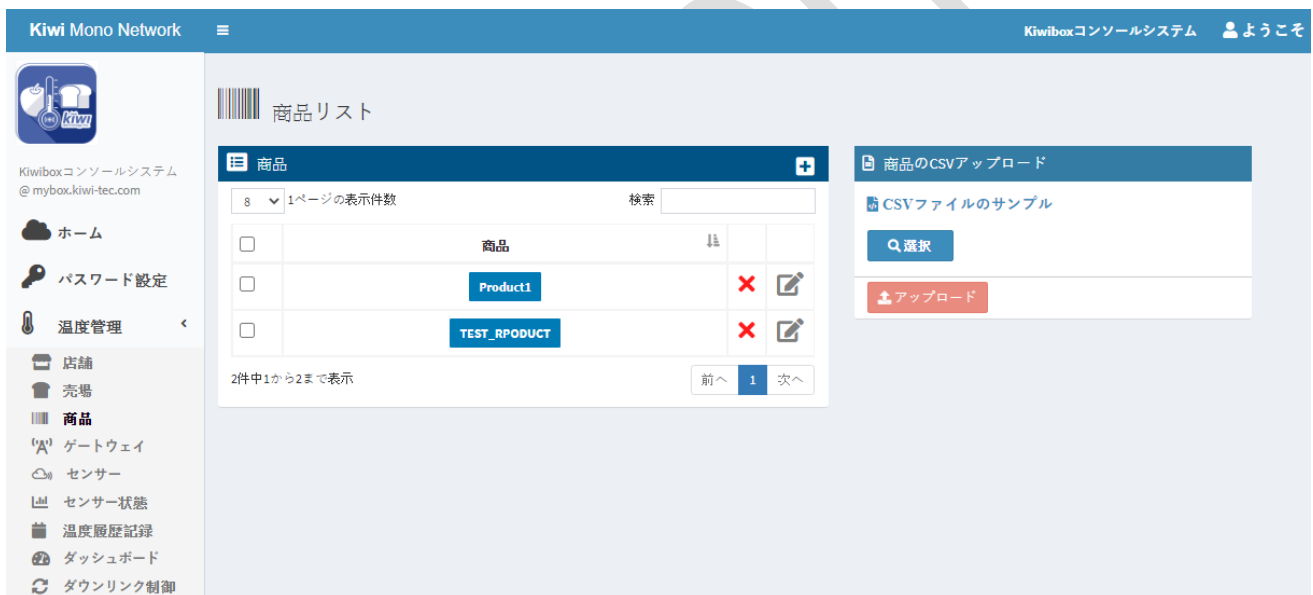 Kiwi Mono Network
Kiwiboxコンソールシステム ようこそ
kiwi
Kiwiboxコンソールシステム
@ mybox.kiwi-tec.com
ホーム
パスワード設定
温度管理
店舗
売場
商品
ゲートウェイ
センサー
センサー状態
温度履歴記録
ダッシュボード
ダウンリンク制御
商品リスト
商品
8 1ページの表示件数 検索
商品
Product1
TEST_RPODUCT
2件中1から2まで表示 前へ 1 次へ
商品のCSVアップロード
CSVファイルのサンプル
選択
アップロード